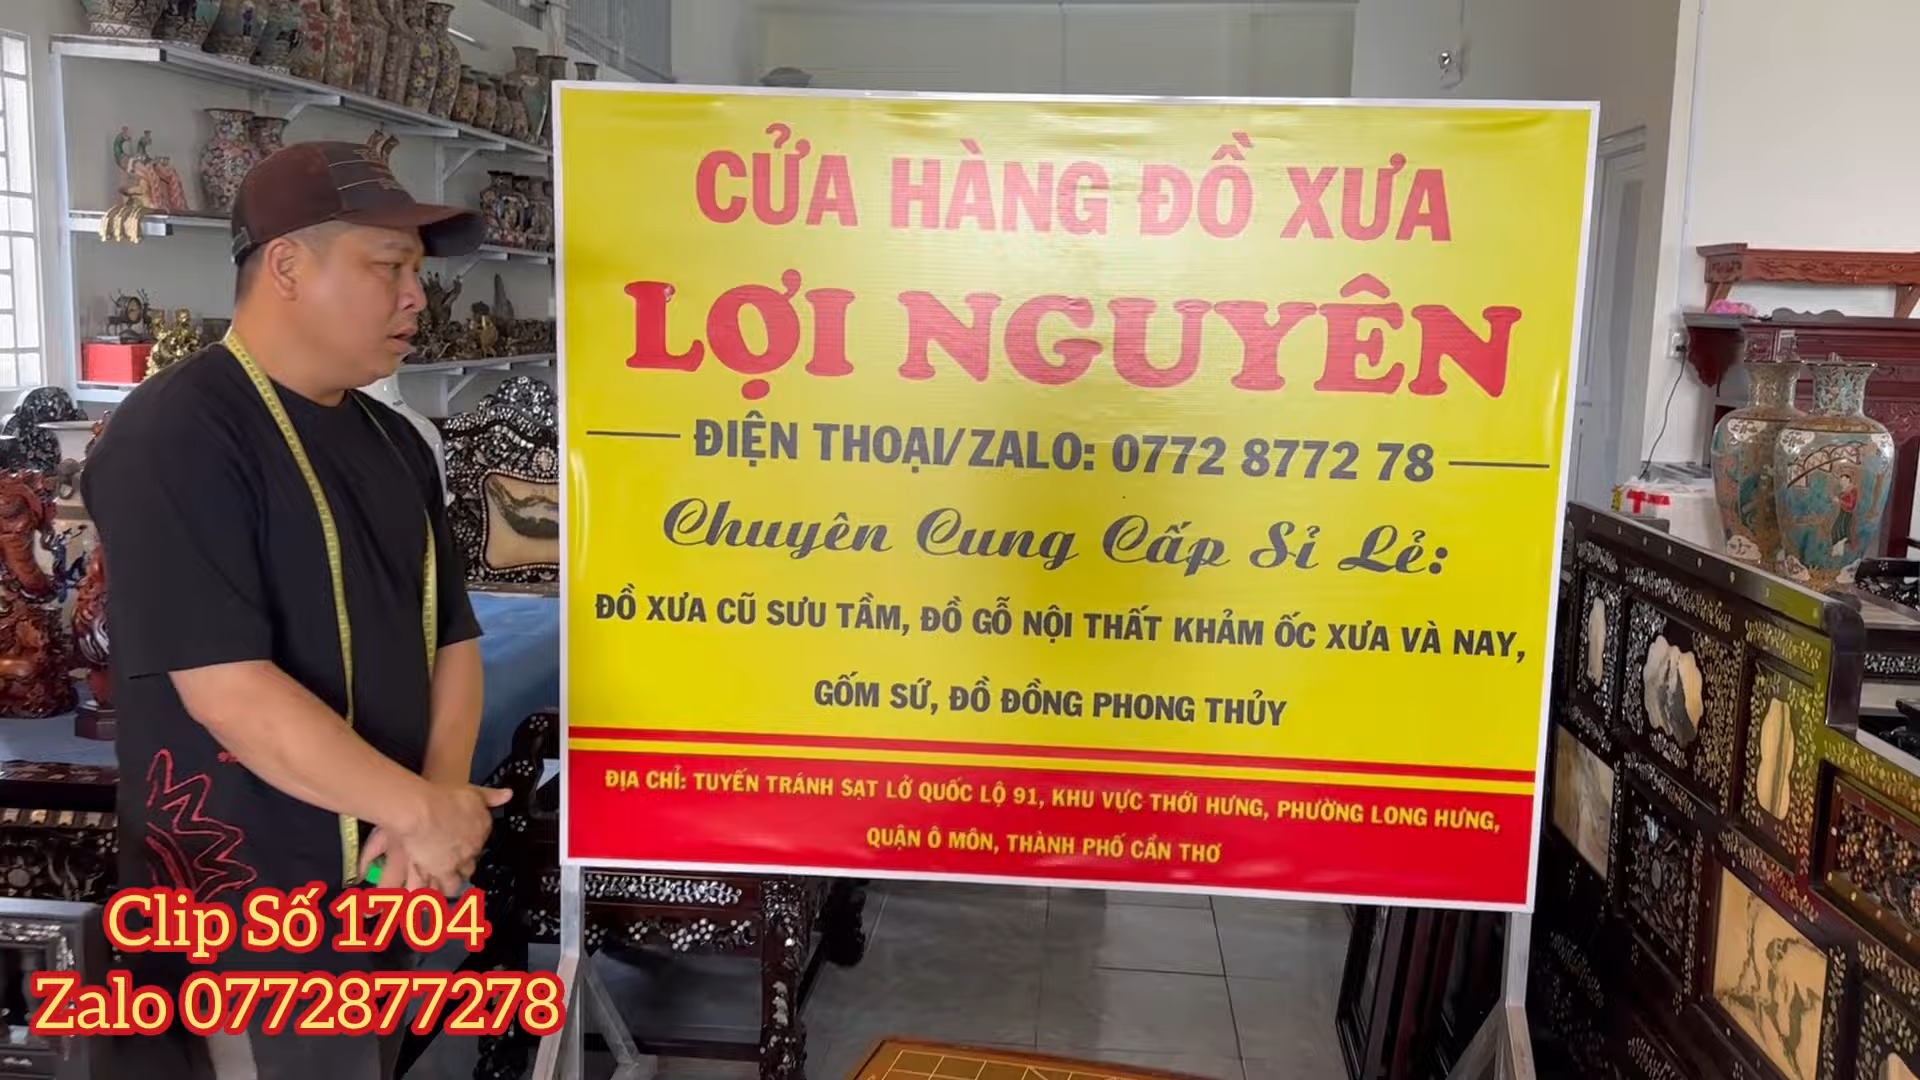 CỬA HÀNG ĐỒ XƯA
LỢI NGUYÊN
ĐIỆN THOẠI/ZALO: 0772 8772 78
Chuyên Cung Cấp Sỉ Lẻ:
ĐỒ XƯA CŨ SƯU TẦM, ĐỒ GỖ NỘI THẤT KHẢM ỐC XƯA VÀ NAY,
GỐM SỨ, ĐỒ ĐỒNG PHONG THỦY
ĐỊA CHỈ: TUYẾN TRÁNH SẠT LỞ QUỐC LỘ 91, KHU VỰC THỚI HƯNG, PHƯỜNG LONG HƯNG,
QUẬN Ô MÔN, THÀNH PHỐ CẦN THƠ
Clip Số 1704
Zalo 0772877278